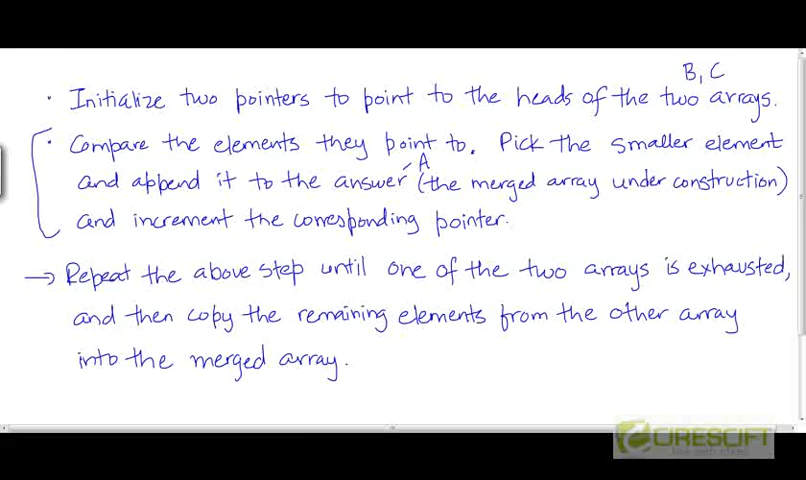 B, C
• Initialize two pointers to point to the heads of the two arrays.
• Compare the elements they point to. Pick the smaller element
A
and append it to the answer (the merged array under construction)
and increment the corresponding pointer.
→ Repeat the above step until one of the two arrays is exhausted,
and then copy the remaining elements from the other array
into the merged array.